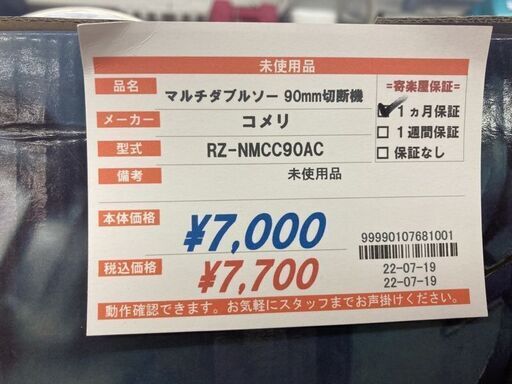 未使用品
品名 マルチダブルソー 90mm切断機
メーカー コメリ
型式 RZ-NMCC90AC
備考 未使用品
=寄楽屋保証=
1ヵ月保証
1週間保証
保証なし
本体価格 ¥7,000
税込価格 ¥7,700
99990107681001
22-07-19
22-07-19
動作確認できます。お気軽にスタッフまでお声掛けください。